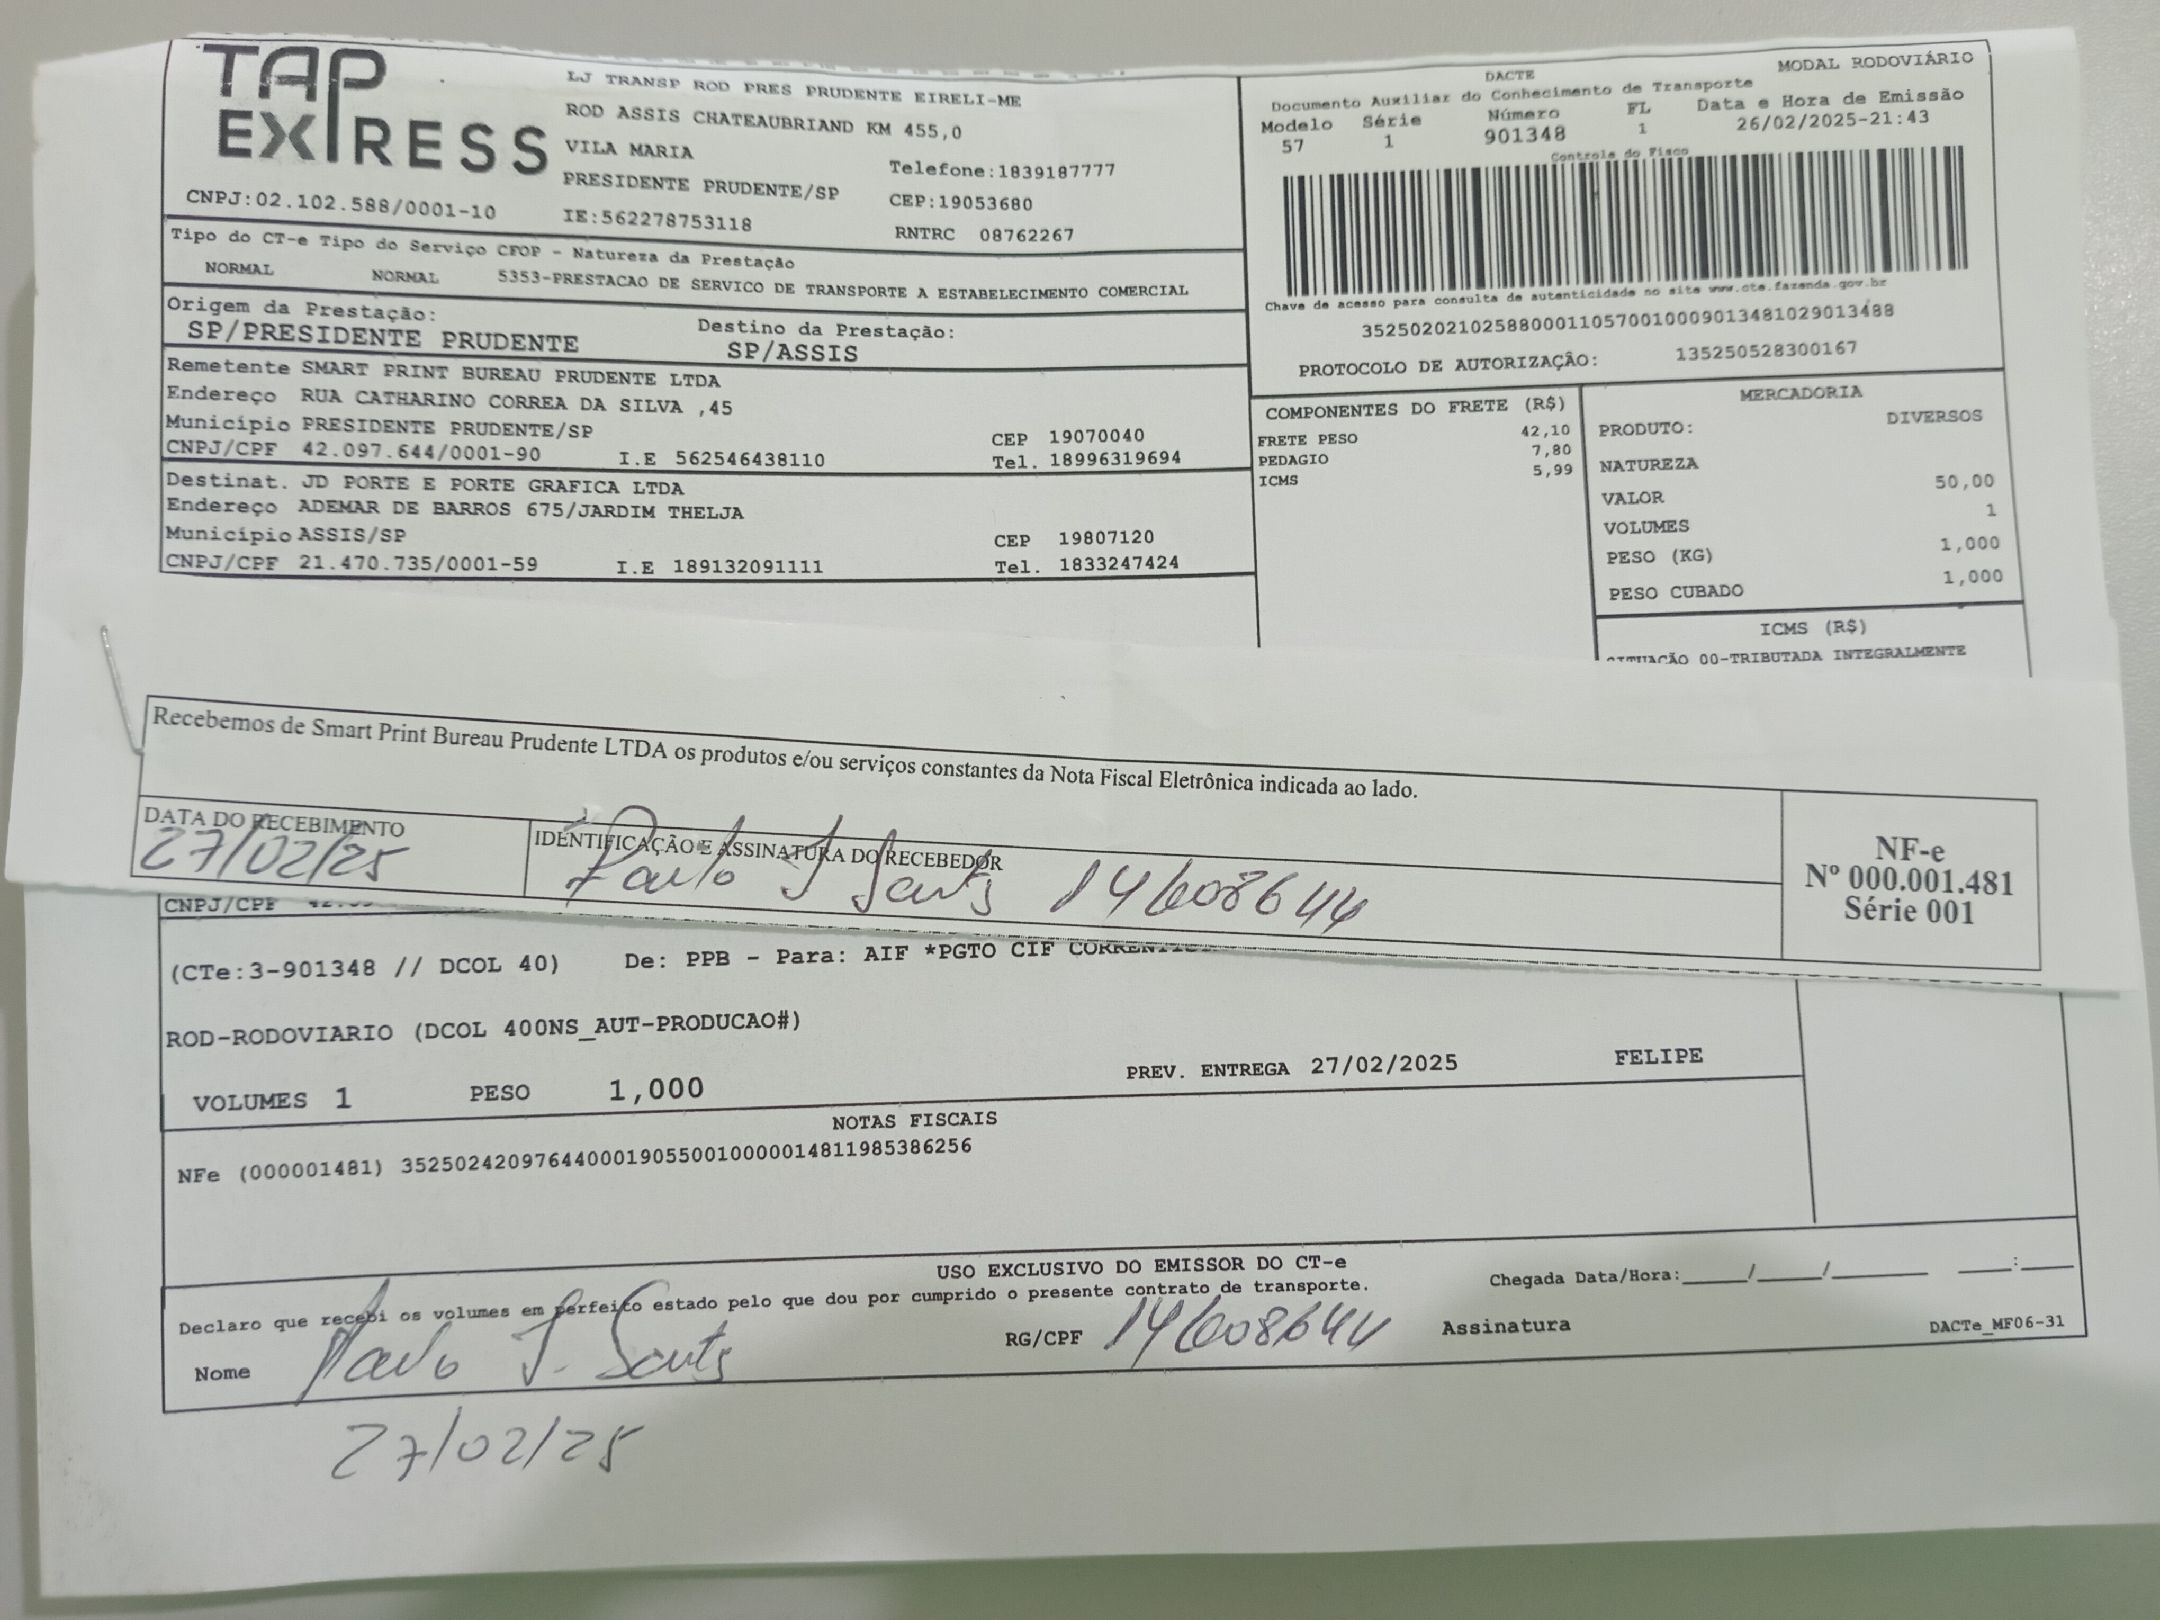 TAP EXPRESS
LJ TRANSP ROD PRES PRUDENTE EIRELI-ME
ROD ASSIS CHATEAUBRIAND KM 455,0
VILA MARIA
Telefone:1839187777
PRESIDENTE PRUDENTE/SP
CEP:19053680
CNPJ:02.102.588/0001-10
IE:562278753118
RNTRC 08762267
DACTE
MODAL RODOVIÁRIO
Documento Auxiliar do Conhecimento de Transporte
Modelo Série Número FL Data e Hora de Emissão
57 1 901348 1 26/02/2025-21:43
Controle do Fisco
Chave de acesso para consulta de autenticidade no site www.cte.fazenda.gov.br
35250202102588000110570010009013481029013488
PROTOCOLO DE AUTORIZAÇÃO: 135250528300167
Tipo do CT-e Tipo do Serviço CFOP - Natureza da Prestação
NORMAL NORMAL 5353-PRESTACAO DE SERVICO DE TRANSPORTE A ESTABELECIMENTO COMERCIAL
Origem da Prestação: Destino da Prestação:
SP/PRESIDENTE PRUDENTE SP/ASSIS
Remetente SMART PRINT BUREAU PRUDENTE LTDA
Endereço RUA CATHARINO CORREA DA SILVA ,45
Município PRESIDENTE PRUDENTE/SP CEP 19070040
CNPJ/CPF 42.097.644/0001-90 I.E 562546438110 Tel. 18996319694
Destinat. JD PORTE E PORTE GRAFICA LTDA
Endereço ADEMAR DE BARROS 675/JARDIM THELJA
Município ASSIS/SP CEP 19807120
CNPJ/CPF 21.470.735/0001-59 I.E 189132091111 Tel. 1833247424
COMPONENTES DO FRETE (R$)
FRETE PESO 42,10
PEDAGIO 7,80
ICMS 5,99
MERCADORIA
PRODUTO: DIVERSOS
NATUREZA
VALOR 50,00
VOLUMES 1
PESO (KG) 1,000
PESO CUBADO 1,000
ICMS (R$)
SITUAÇÃO 00-TRIBUTADA INTEGRALMENTE
Recebemos de Smart Print Bureau Prudente LTDA os produtos e/ou serviços constantes da Nota Fiscal Eletrônica indicada ao lado.
DATA DO RECEBIMENTO
27/02/25
IDENTIFICAÇÃO E ASSINATURA DO RECEBEDOR
Paulo J Santos 14608644
NF-e
Nº 000.001.481
Série 001
CNPJ/CPF
(CTe:3-901348 // DCOL 40) De: PPB - Para: AIF *PGTO CIF
ROD-RODOVIARIO (DCOL 400NS_AUT-PRODUCAO#)
VOLUMES 1 PESO 1,000 PREV. ENTREGA 27/02/2025 FELIPE
NOTAS FISCAIS
NFe (000001481) 35250242097644000190550010000014811985386256
USO EXCLUSIVO DO EMISSOR DO CT-e
Declaro que recebi os volumes em perfeito estado pelo que dou por cumprido o presente contrato de transporte.
Chegada Data/Hora:_____/_____/_______ ____:____
Nome Paulo J. Santos RG/CPF 14608644 Assinatura
DACTe_MF06-31
27/02/25